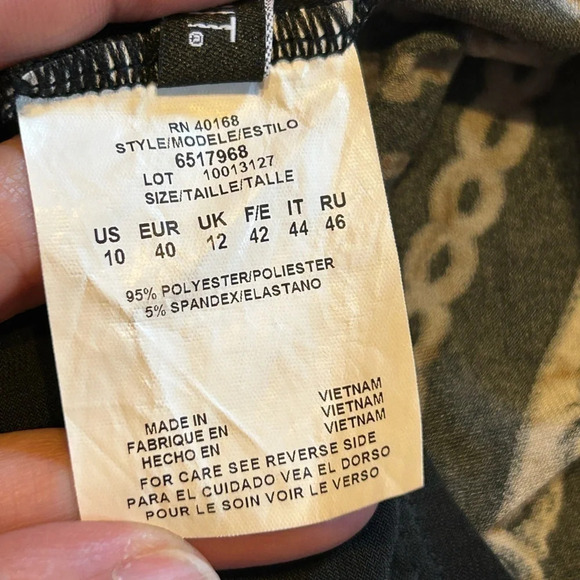 T®
RN 40168
STYLE/MODELE/ESTILO
6517968
LOT 10013127
SIZE/TAILLE/TALLE
US EUR UK F/E IT RU
10 40 12 42 44 46
95% POLYESTER/POLIESTER
5% SPANDEX/ELASTANO
MADE IN VIETNAM
FABRIQUE EN VIETNAM
HECHO EN VIETNAM
FOR CARE SEE REVERSE SIDE
PARA EL CUIDADO VEA EL DORSO
POUR LE SOIN VOIR LE VERSO